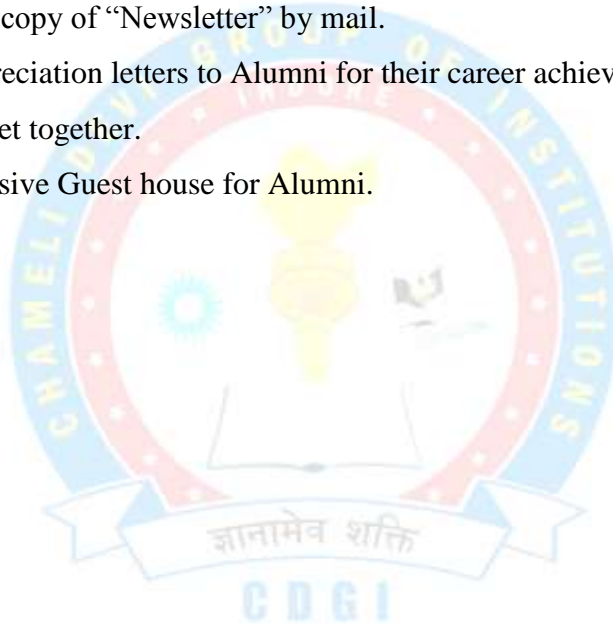 copy of “Newsletter” by mail.
reciation letters to Alumni for their career achiev
et together.
sive Guest house for Alumni.
CHAMELI DEVI GROUP OF INSTITUTIONS
INDORE
ज्ञानामेव शक्ति
CDGI